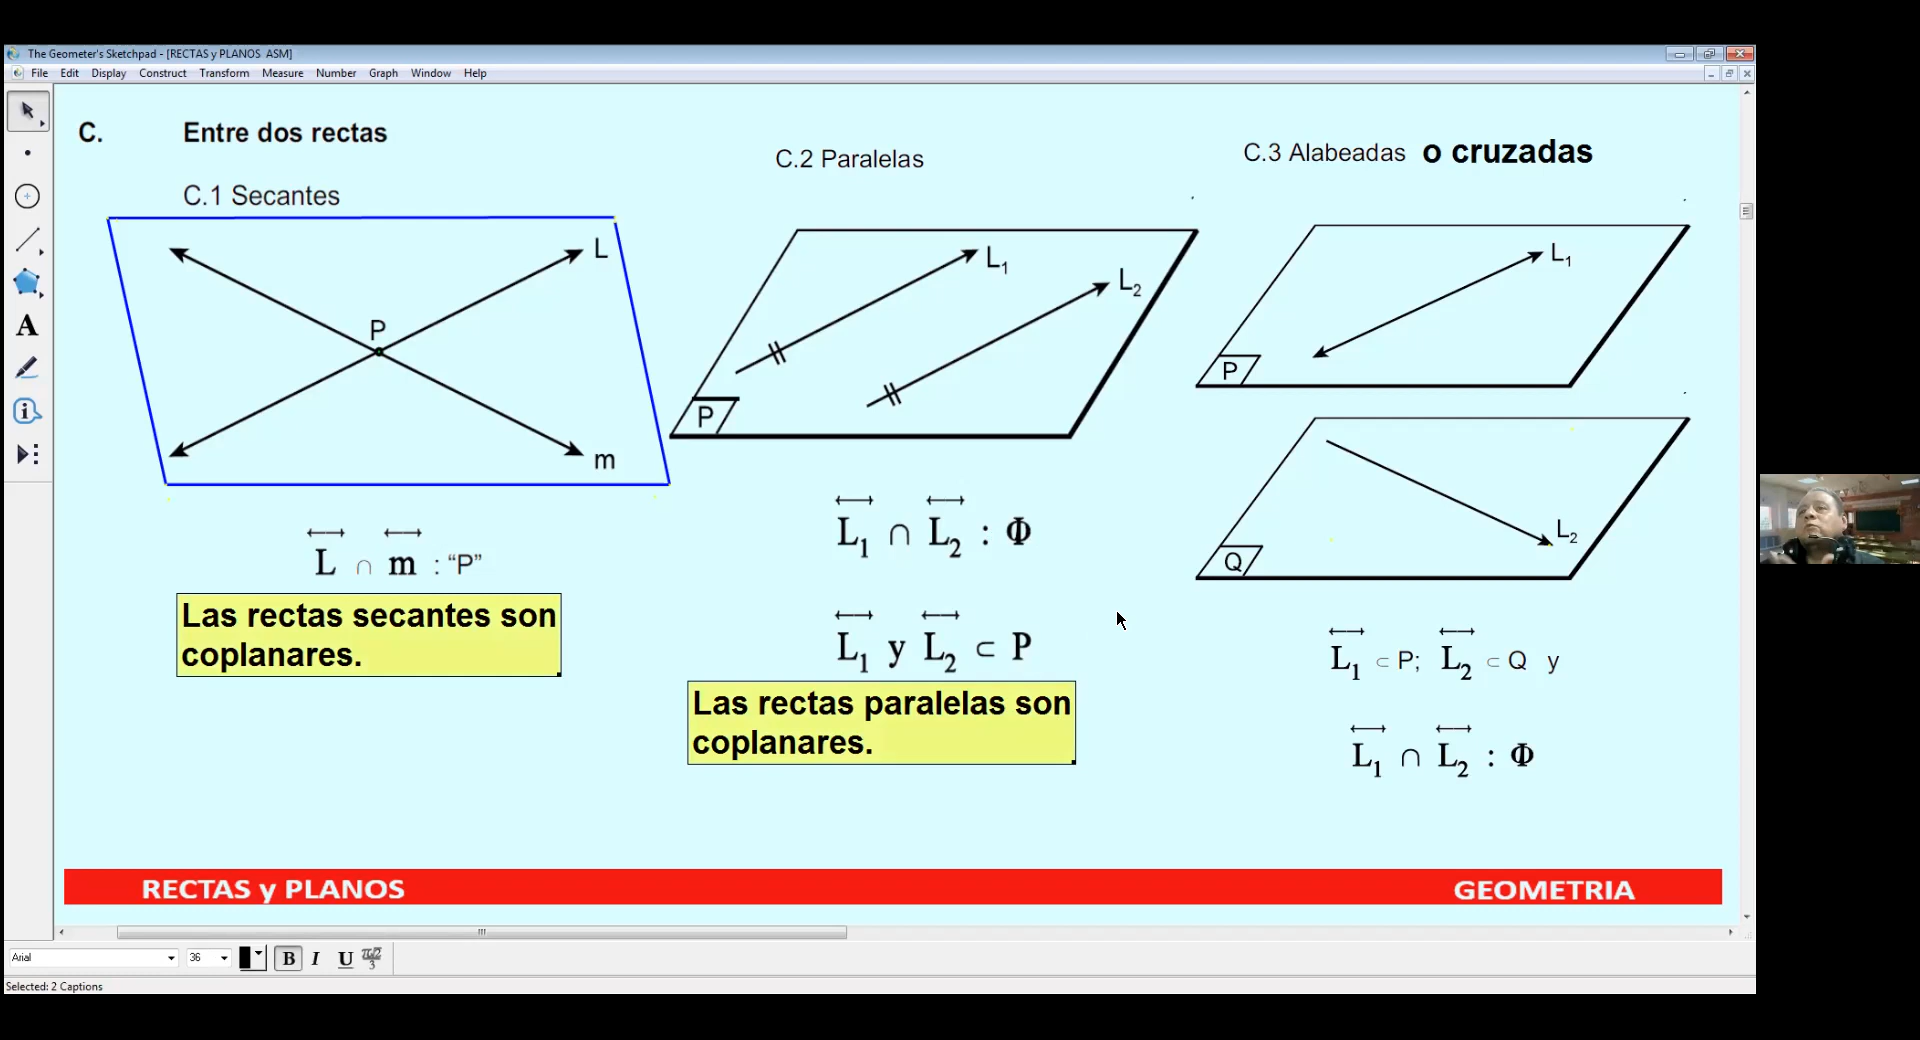 The Geometer's Sketchpad - [RECTAS y PLANOS ASM]
File Edit Display Construct Transform Measure Number Graph Window Help
C. Entre dos rectas
C.1 Secantes
P
L
m
L ∩ m : “P”
Las rectas secantes son
coplanares.
C.2 Paralelas
L1
L2
P
L1 ∩ L2 : Φ
L1 y L2 ⊂ P
Las rectas paralelas son
coplanares.
C.3 Alabeadas o cruzadas
L1
P
L2
Q
L1 ⊂ P; L2 ⊂ Q y
L1 ∩ L2 : Φ
RECTAS y PLANOS GEOMETRIA
Arial 36 B I U
Selected: 2 Captions